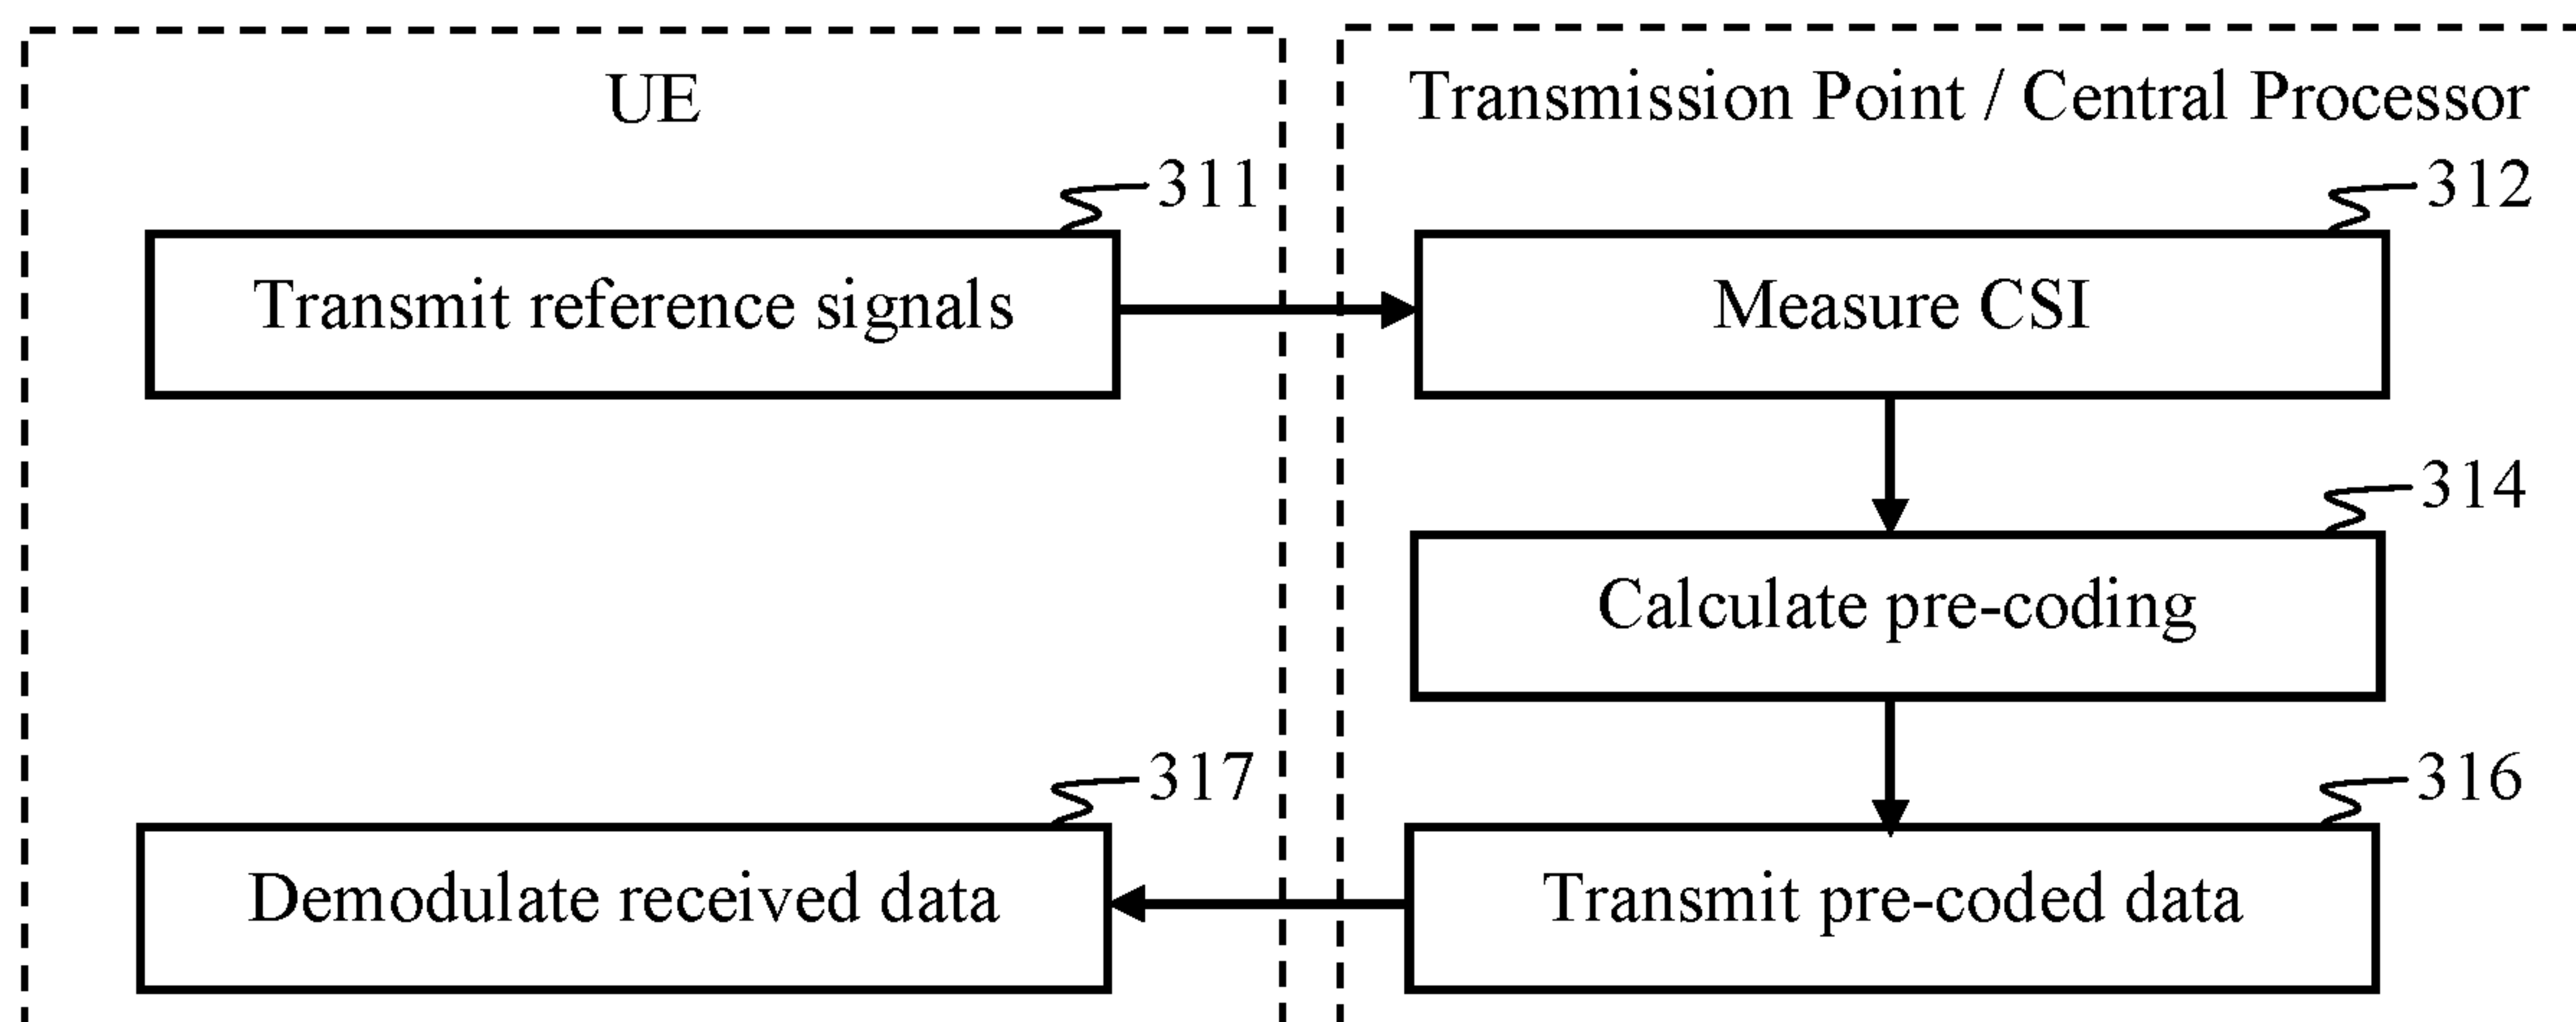 UE
Transmission Point / Central Processor
311
312
Transmit reference signals
Measure CSI
314
Calculate pre-coding
317
316
Demodulate received data
Transmit pre-coded data